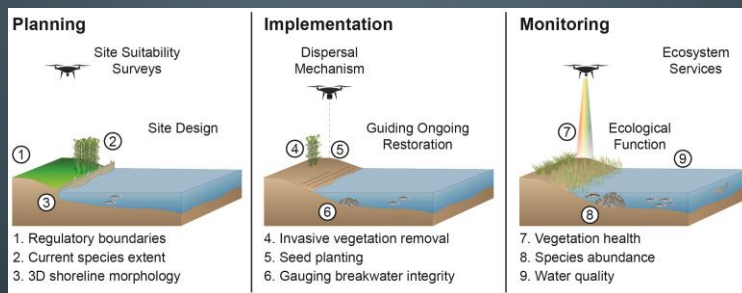 Planning
Site Suitability
Surveys
Site Design
1
2
3
1. Regulatory boundaries
2. Current species extent
3. 3D shoreline morphology
Implementation
Dispersal
Mechanism
Guiding Ongoing
Restoration
4
5
6
4. Invasive vegetation removal
5. Seed planting
6. Gauging breakwater integrity
Monitoring
Ecosystem
Services
Ecological
Function
7
8
9
7. Vegetation health
8. Species abundance
9. Water quality